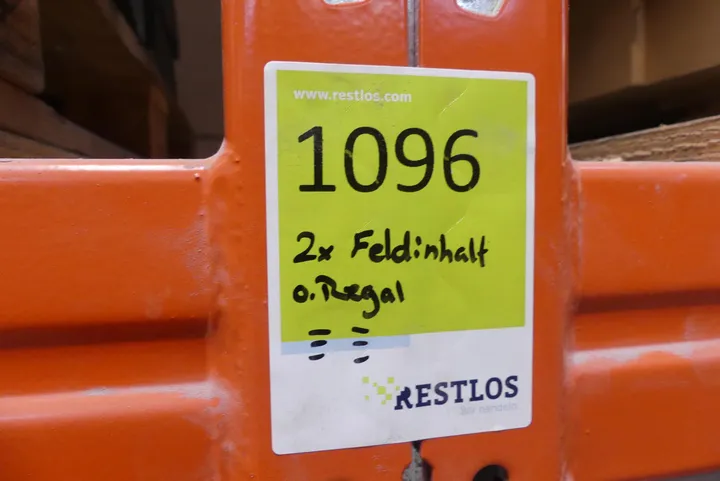 www.restlos.com
1096
2x Feldinhalt
o. Regal
RESTLOS